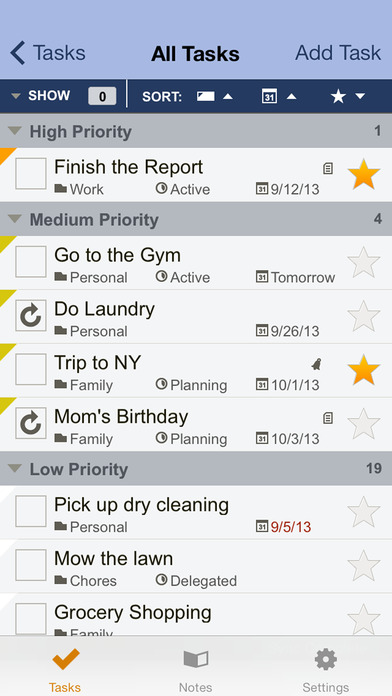 Tasks All Tasks Add Task
SHOW 0 SORT: 31
High Priority 1
Finish the Report
Work Active 31 9/12/13
Medium Priority 4
Go to the Gym
Personal Active 31 Tomorrow
Do Laundry
Personal 31 9/26/13
Trip to NY
Family Planning 31 10/1/13
Mom's Birthday
Family Planning 31 10/3/13
Low Priority 19
Pick up dry cleaning
Personal 31 9/5/13
Mow the lawn
Chores Delegated
Grocery Shopping
Family
Tasks Notes Settings